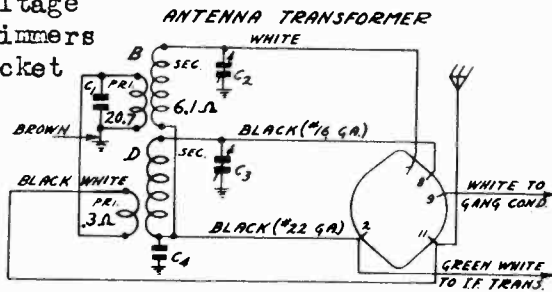 ltage
immers
cket
ANTENNA TRANSFORMER
WHITE
B
PRI.
SEC.
C1
C2
20.7
6.1Ω
BROWN
D
SEC.
BLACK (#16 GA.)
C3
BLACK WHITE
PRI.
.3Ω
BLACK (#22 GA)
C4
1
8
9
2
11
WHITE TO
GANG COND.
GREEN WHITE
TO I.F. TRANS.